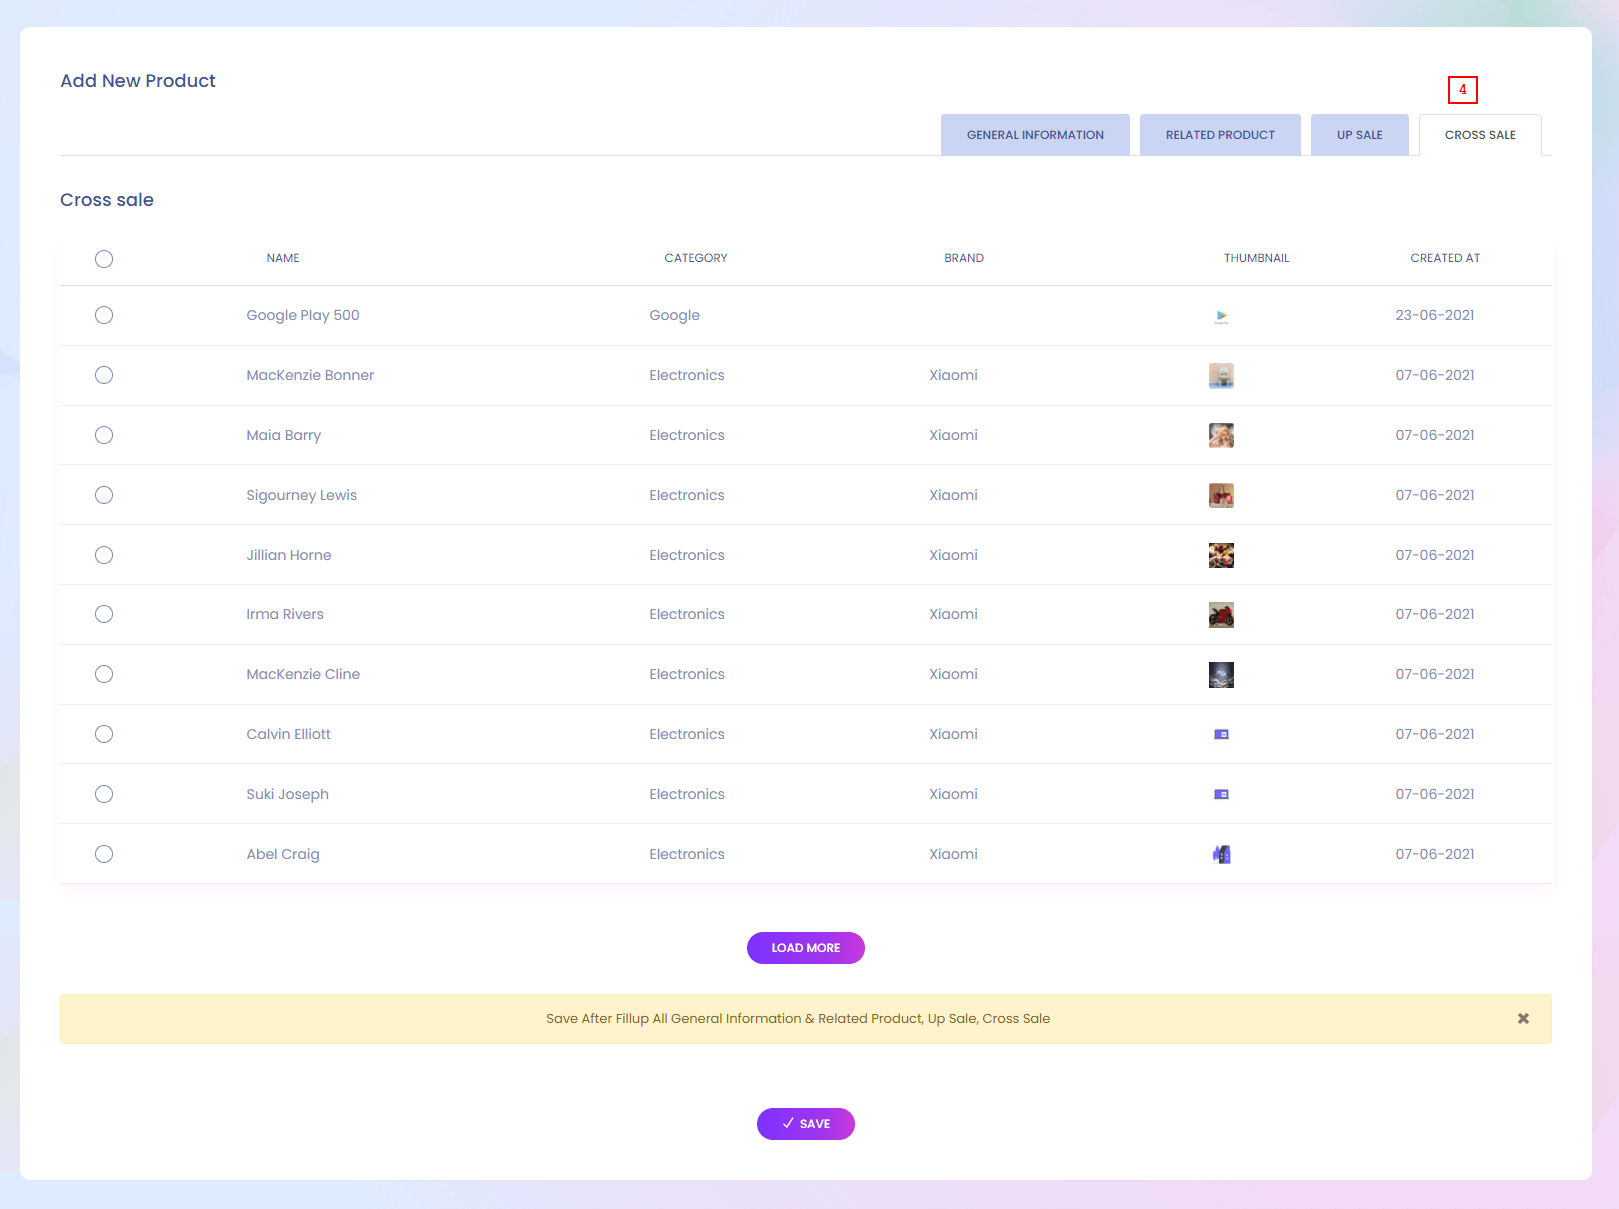 Add New Product
4
GENERAL INFORMATION RELATED PRODUCT UP SALE CROSS SALE
Cross sale
NAME CATEGORY BRAND THUMBNAIL CREATED AT
Google Play 500 Google 23-06-2021
MacKenzie Bonner Electronics Xiaomi 07-06-2021
Maia Barry Electronics Xiaomi 07-06-2021
Sigourney Lewis Electronics Xiaomi 07-06-2021
Jillian Horne Electronics Xiaomi 07-06-2021
Irma Rivers Electronics Xiaomi 07-06-2021
MacKenzie Cline Electronics Xiaomi 07-06-2021
Calvin Elliott Electronics Xiaomi 07-06-2021
Suki Joseph Electronics Xiaomi 07-06-2021
Abel Craig Electronics Xiaomi 07-06-2021
LOAD MORE
Save After Fillup All General Information & Related Product, Up Sale, Cross Sale
SAVE